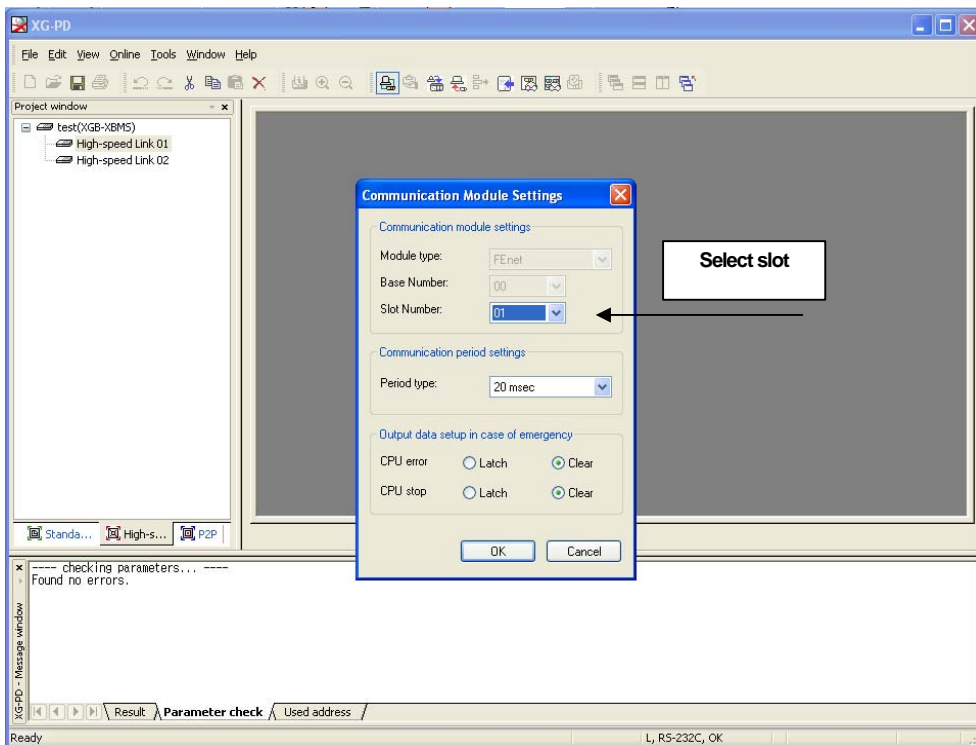 XG-PD
File Edit View Online Tools Window Help
Project window
test(XGB-XBMS)
High-speed Link 01
High-speed Link 02
Standa... High-s... P2P
Communication Module Settings
Communication module settings
Module type: FEnet
Base Number: 00
Slot Number: 01
Communication period settings
Period type: 20 msec
Output data setup in case of emergency
CPU error Latch Clear
CPU stop Latch Clear
OK Cancel
Select slot
---- checking parameters... ----
Found no errors.
XG-PD - Message window
Result Parameter check Used address
Ready L, RS-232C, OK